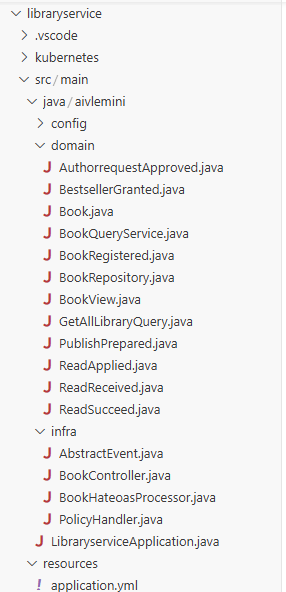 libraryservice
.vscode
kubernetes
src/main
java/aivlemini
config
domain
J AuthorrequestApproved.java
J BestsellerGranted.java
J Book.java
J BookQueryService.java
J BookRegistered.java
J BookRepository.java
J BookView.java
J GetAllLibraryQuery.java
J PublishPrepared.java
J ReadApplied.java
J ReadReceived.java
J ReadSucceed.java
infra
J AbstractEvent.java
J BookController.java
J BookHateoasProcessor.java
J PolicyHandler.java
J LibraryserviceApplication.java
resources
! application.yml